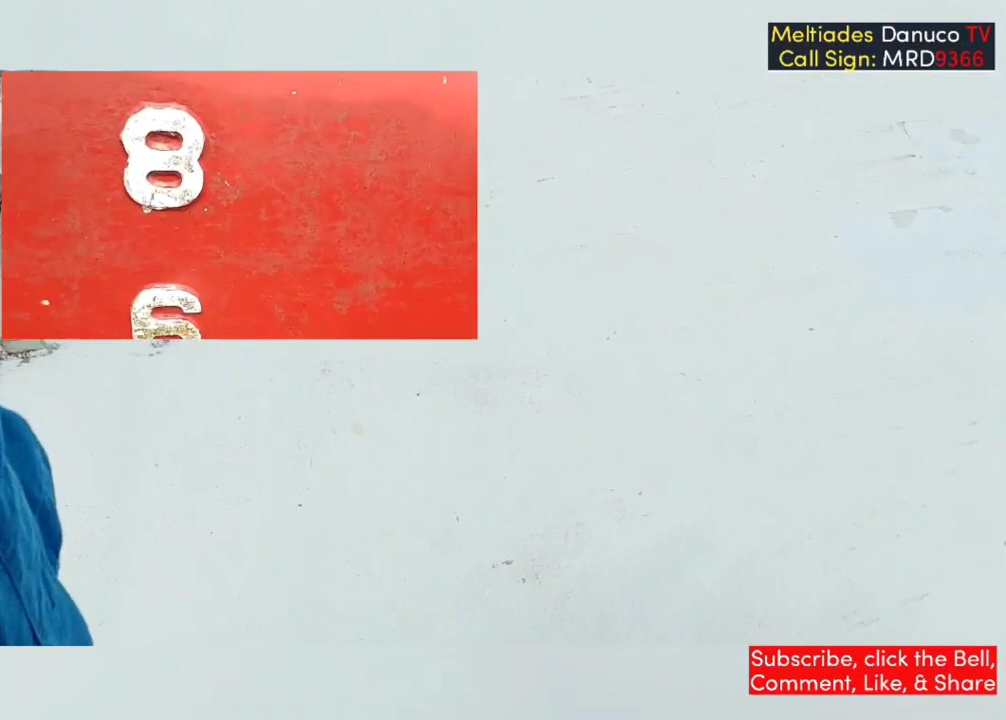 Meltiades Danuco TV
Call Sign: MRD9366
8
6
Subscribe, click the Bell,
Comment, Like, & Share